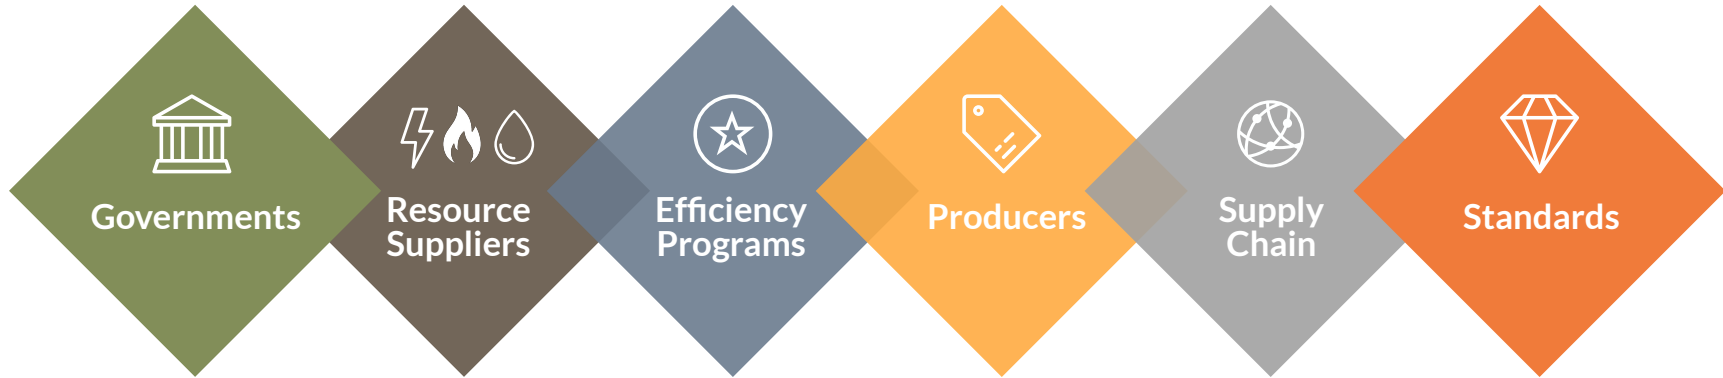 Governments
Resource
Suppliers
Efficiency
Programs
Producers
Supply
Chain
Standards